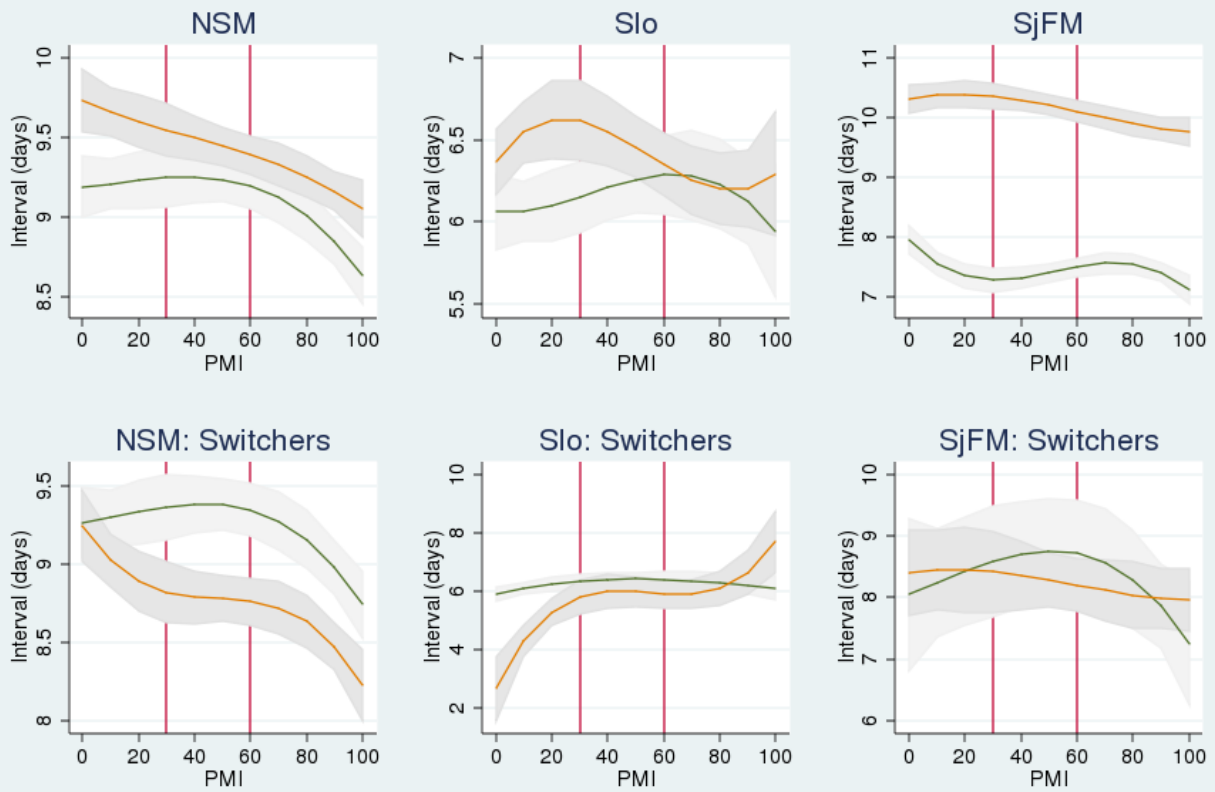 NSM
Interval (days)
10
9.5
9
8.5
0 20 40 60 80 100
PMI
Slo
Interval (days)
7
6.5
6
5.5
0 20 40 60 80 100
PMI
SjFM
Interval (days)
11
10
9
8
7
0 20 40 60 80 100
PMI
NSM: Switchers
Interval (days)
9.5
9
8.5
8
0 20 40 60 80 100
PMI
Slo: Switchers
Interval (days)
10
8
6
4
2
0 20 40 60 80 100
PMI
SjFM: Switchers
Interval (days)
10
9
8
7
6
0 20 40 60 80 100
PMI